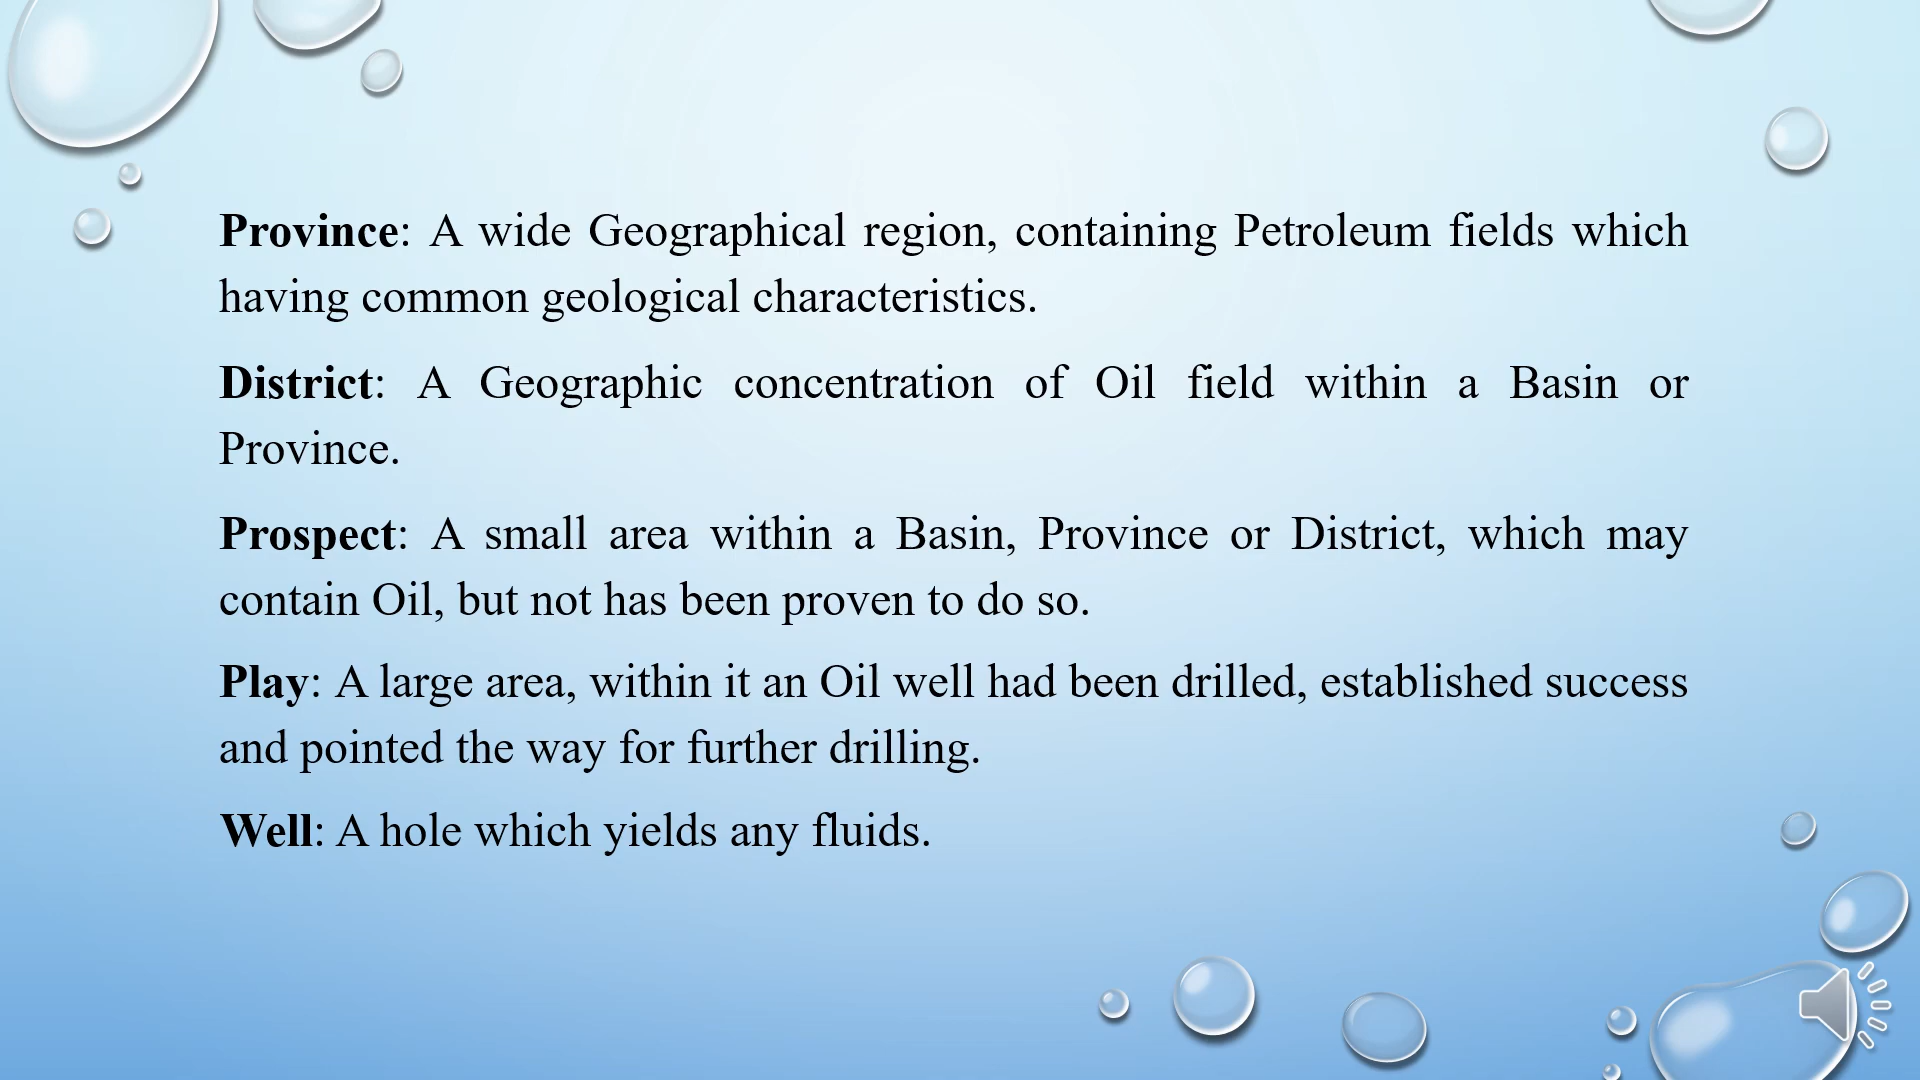 Province: A wide Geographical region, containing Petroleum fields which
having common geological characteristics.
District: A Geographic concentration of Oil field within a Basin or
Province.
Prospect: A small area within a Basin, Province or District, which may
contain Oil, but not has been proven to do so.
Play: A large area, within it an Oil well had been drilled, established success
and pointed the way for further drilling.
Well: A hole which yields any fluids.